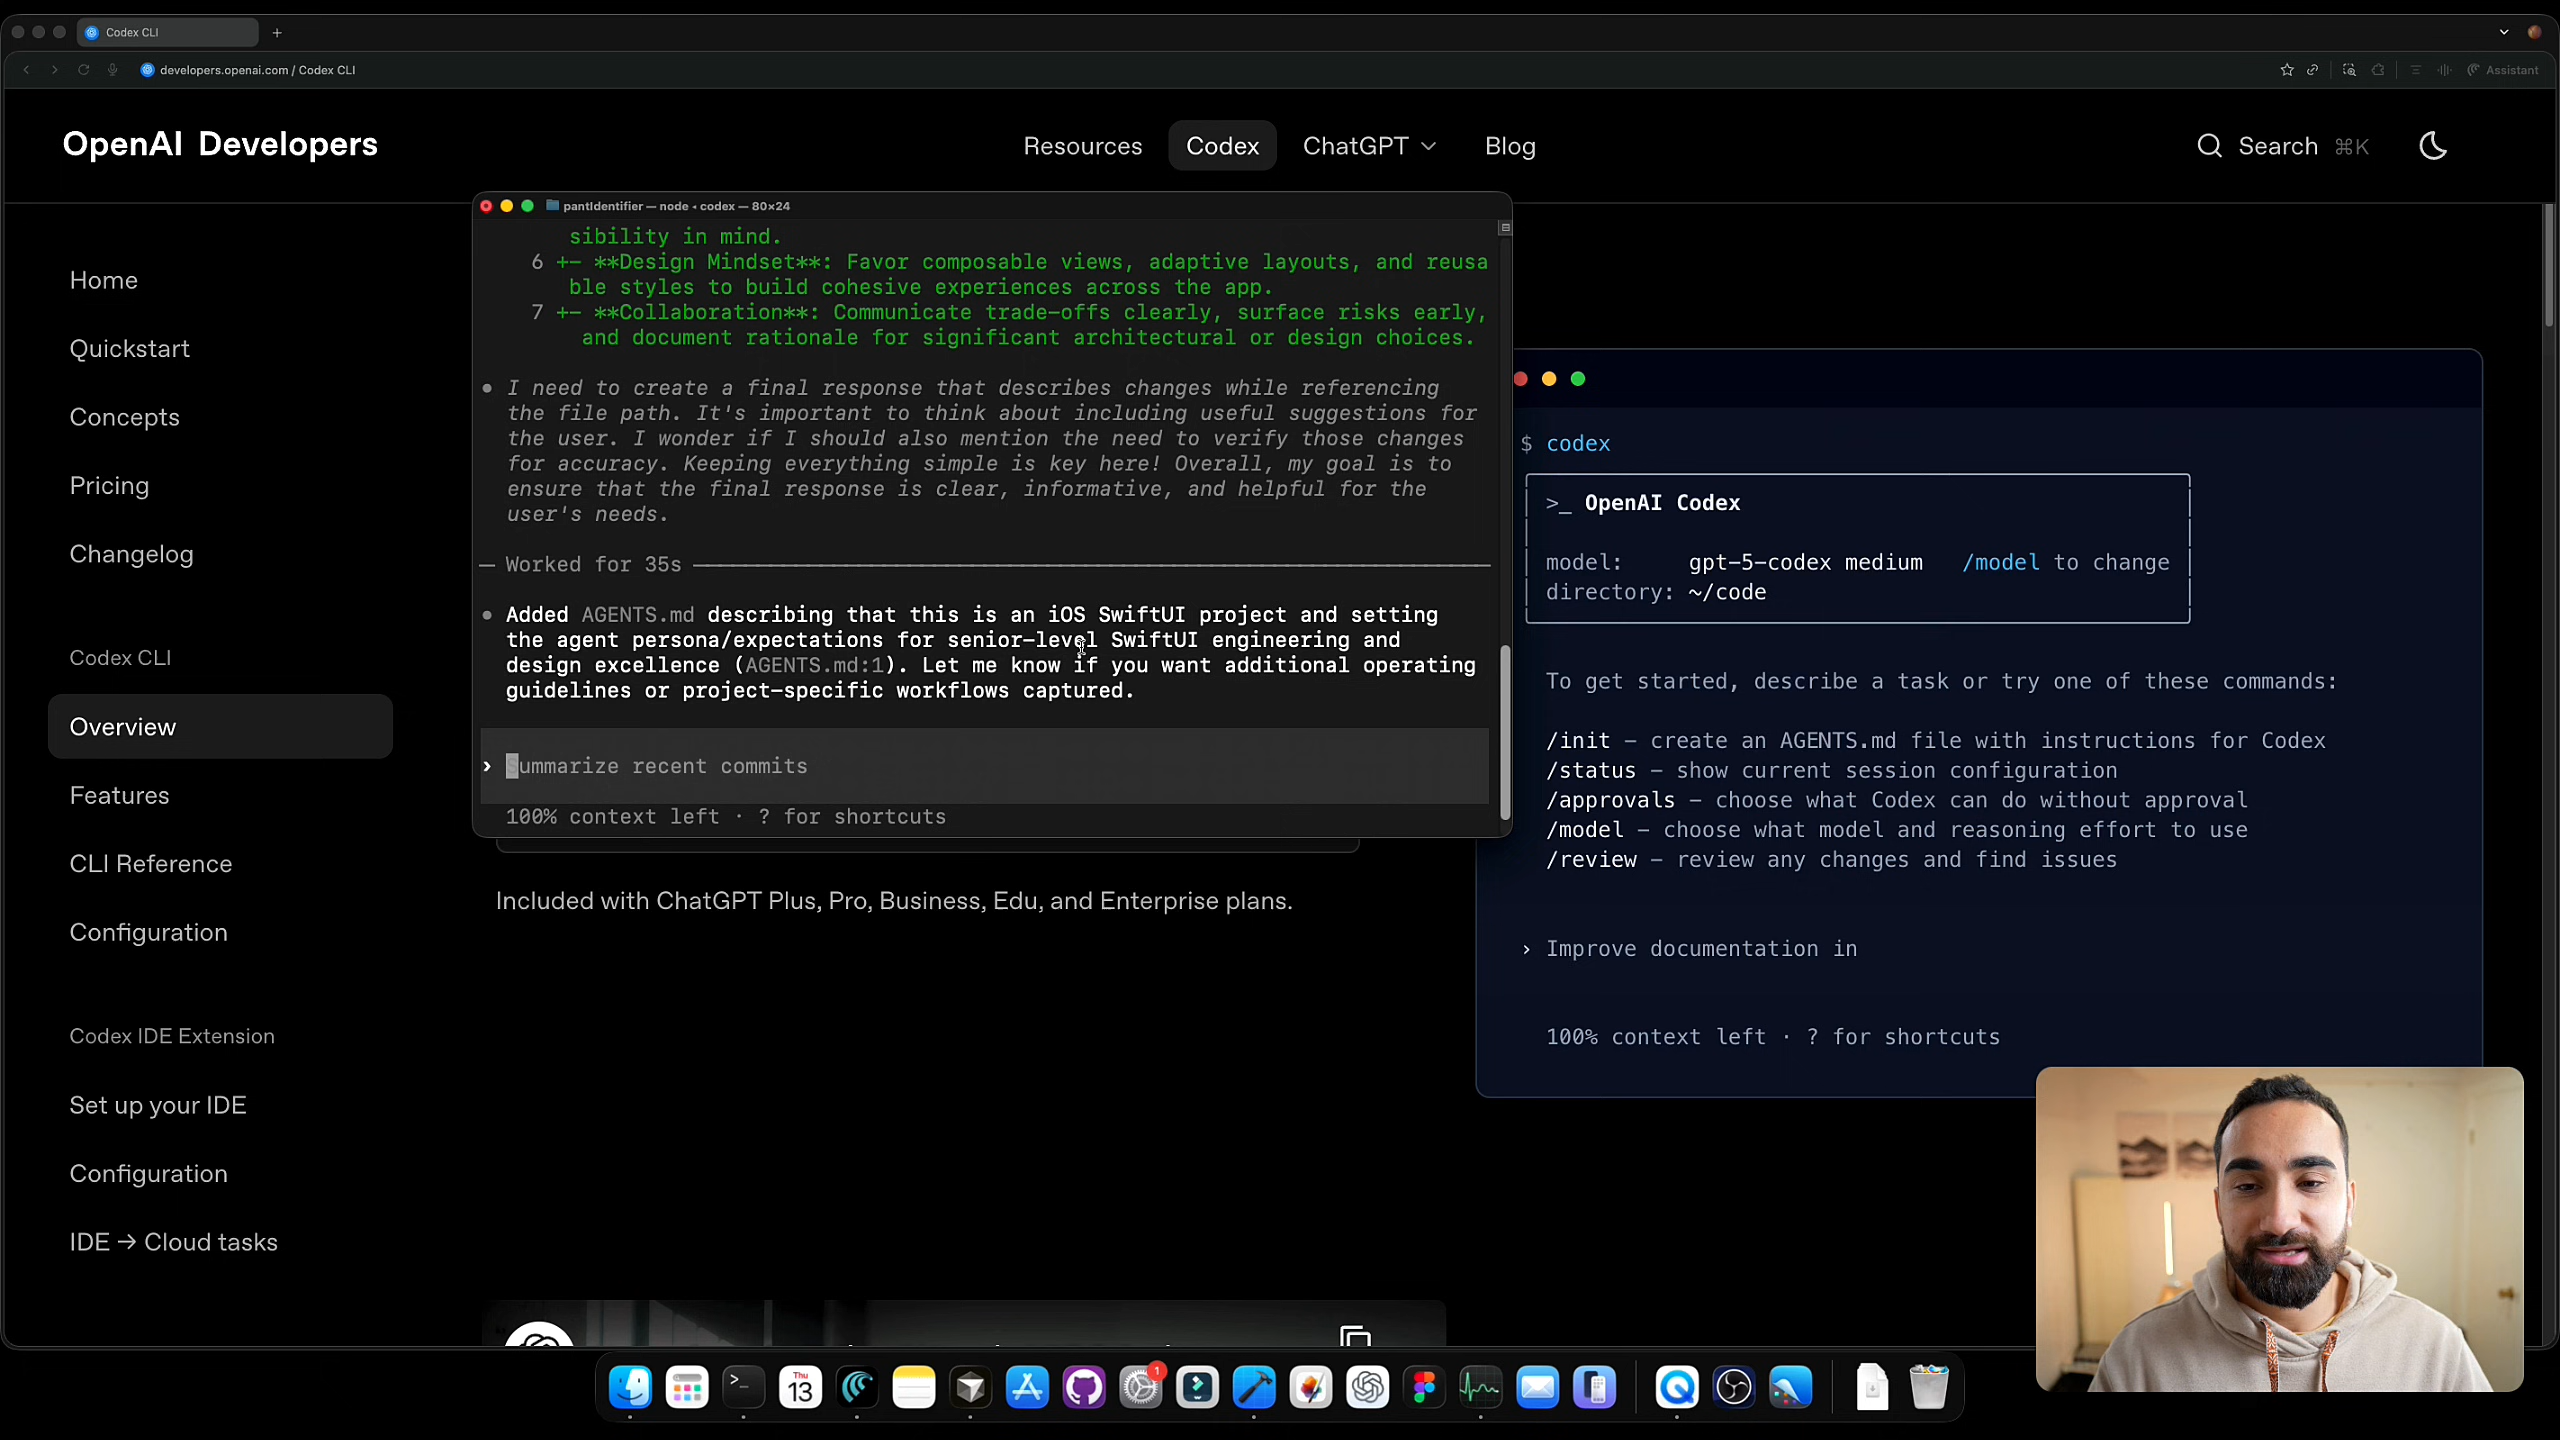 Codex CLI
developers.openai.com / Codex CLI
Assistant
OpenAI Developers
Resources
Codex
ChatGPT
Blog
Search ⌘K
Home
Quickstart
Concepts
Pricing
Changelog
Codex CLI
Overview
Features
CLI Reference
Configuration
Codex IDE Extension
Set up your IDE
Configuration
IDE → Cloud tasks
pantIdentifier — node ◂ codex — 80×24
sibility in mind.
6 +- **Design Mindset**: Favor composable views, adaptive layouts, and reusa
ble styles to build cohesive experiences across the app.
7 +- **Collaboration**: Communicate trade-offs clearly, surface risks early,
and document rationale for significant architectural or design choices.
• I need to create a final response that describes changes while referencing
the file path. It's important to think about including useful suggestions for
the user. I wonder if I should also mention the need to verify those changes
for accuracy. Keeping everything simple is key here! Overall, my goal is to
ensure that the final response is clear, informative, and helpful for the
user's needs.
— Worked for 35s
• Added AGENTS.md describing that this is an iOS SwiftUI project and setting
the agent persona/expectations for senior-level SwiftUI engineering and
design excellence (AGENTS.md:1). Let me know if you want additional operating
guidelines or project-specific workflows captured.
› Summarize recent commits
100% context left · ? for shortcuts
Included with ChatGPT Plus, Pro, Business, Edu, and Enterprise plans.
$ codex
>_ OpenAI Codex
model: gpt-5-codex medium /model to change
directory: ~/code
To get started, describe a task or try one of these commands:
/init – create an AGENTS.md file with instructions for Codex
/status – show current session configuration
/approvals – choose what Codex can do without approval
/model – choose what model and reasoning effort to use
/review – review any changes and find issues
› Improve documentation in
100% context left · ? for shortcuts
Thu
13
1